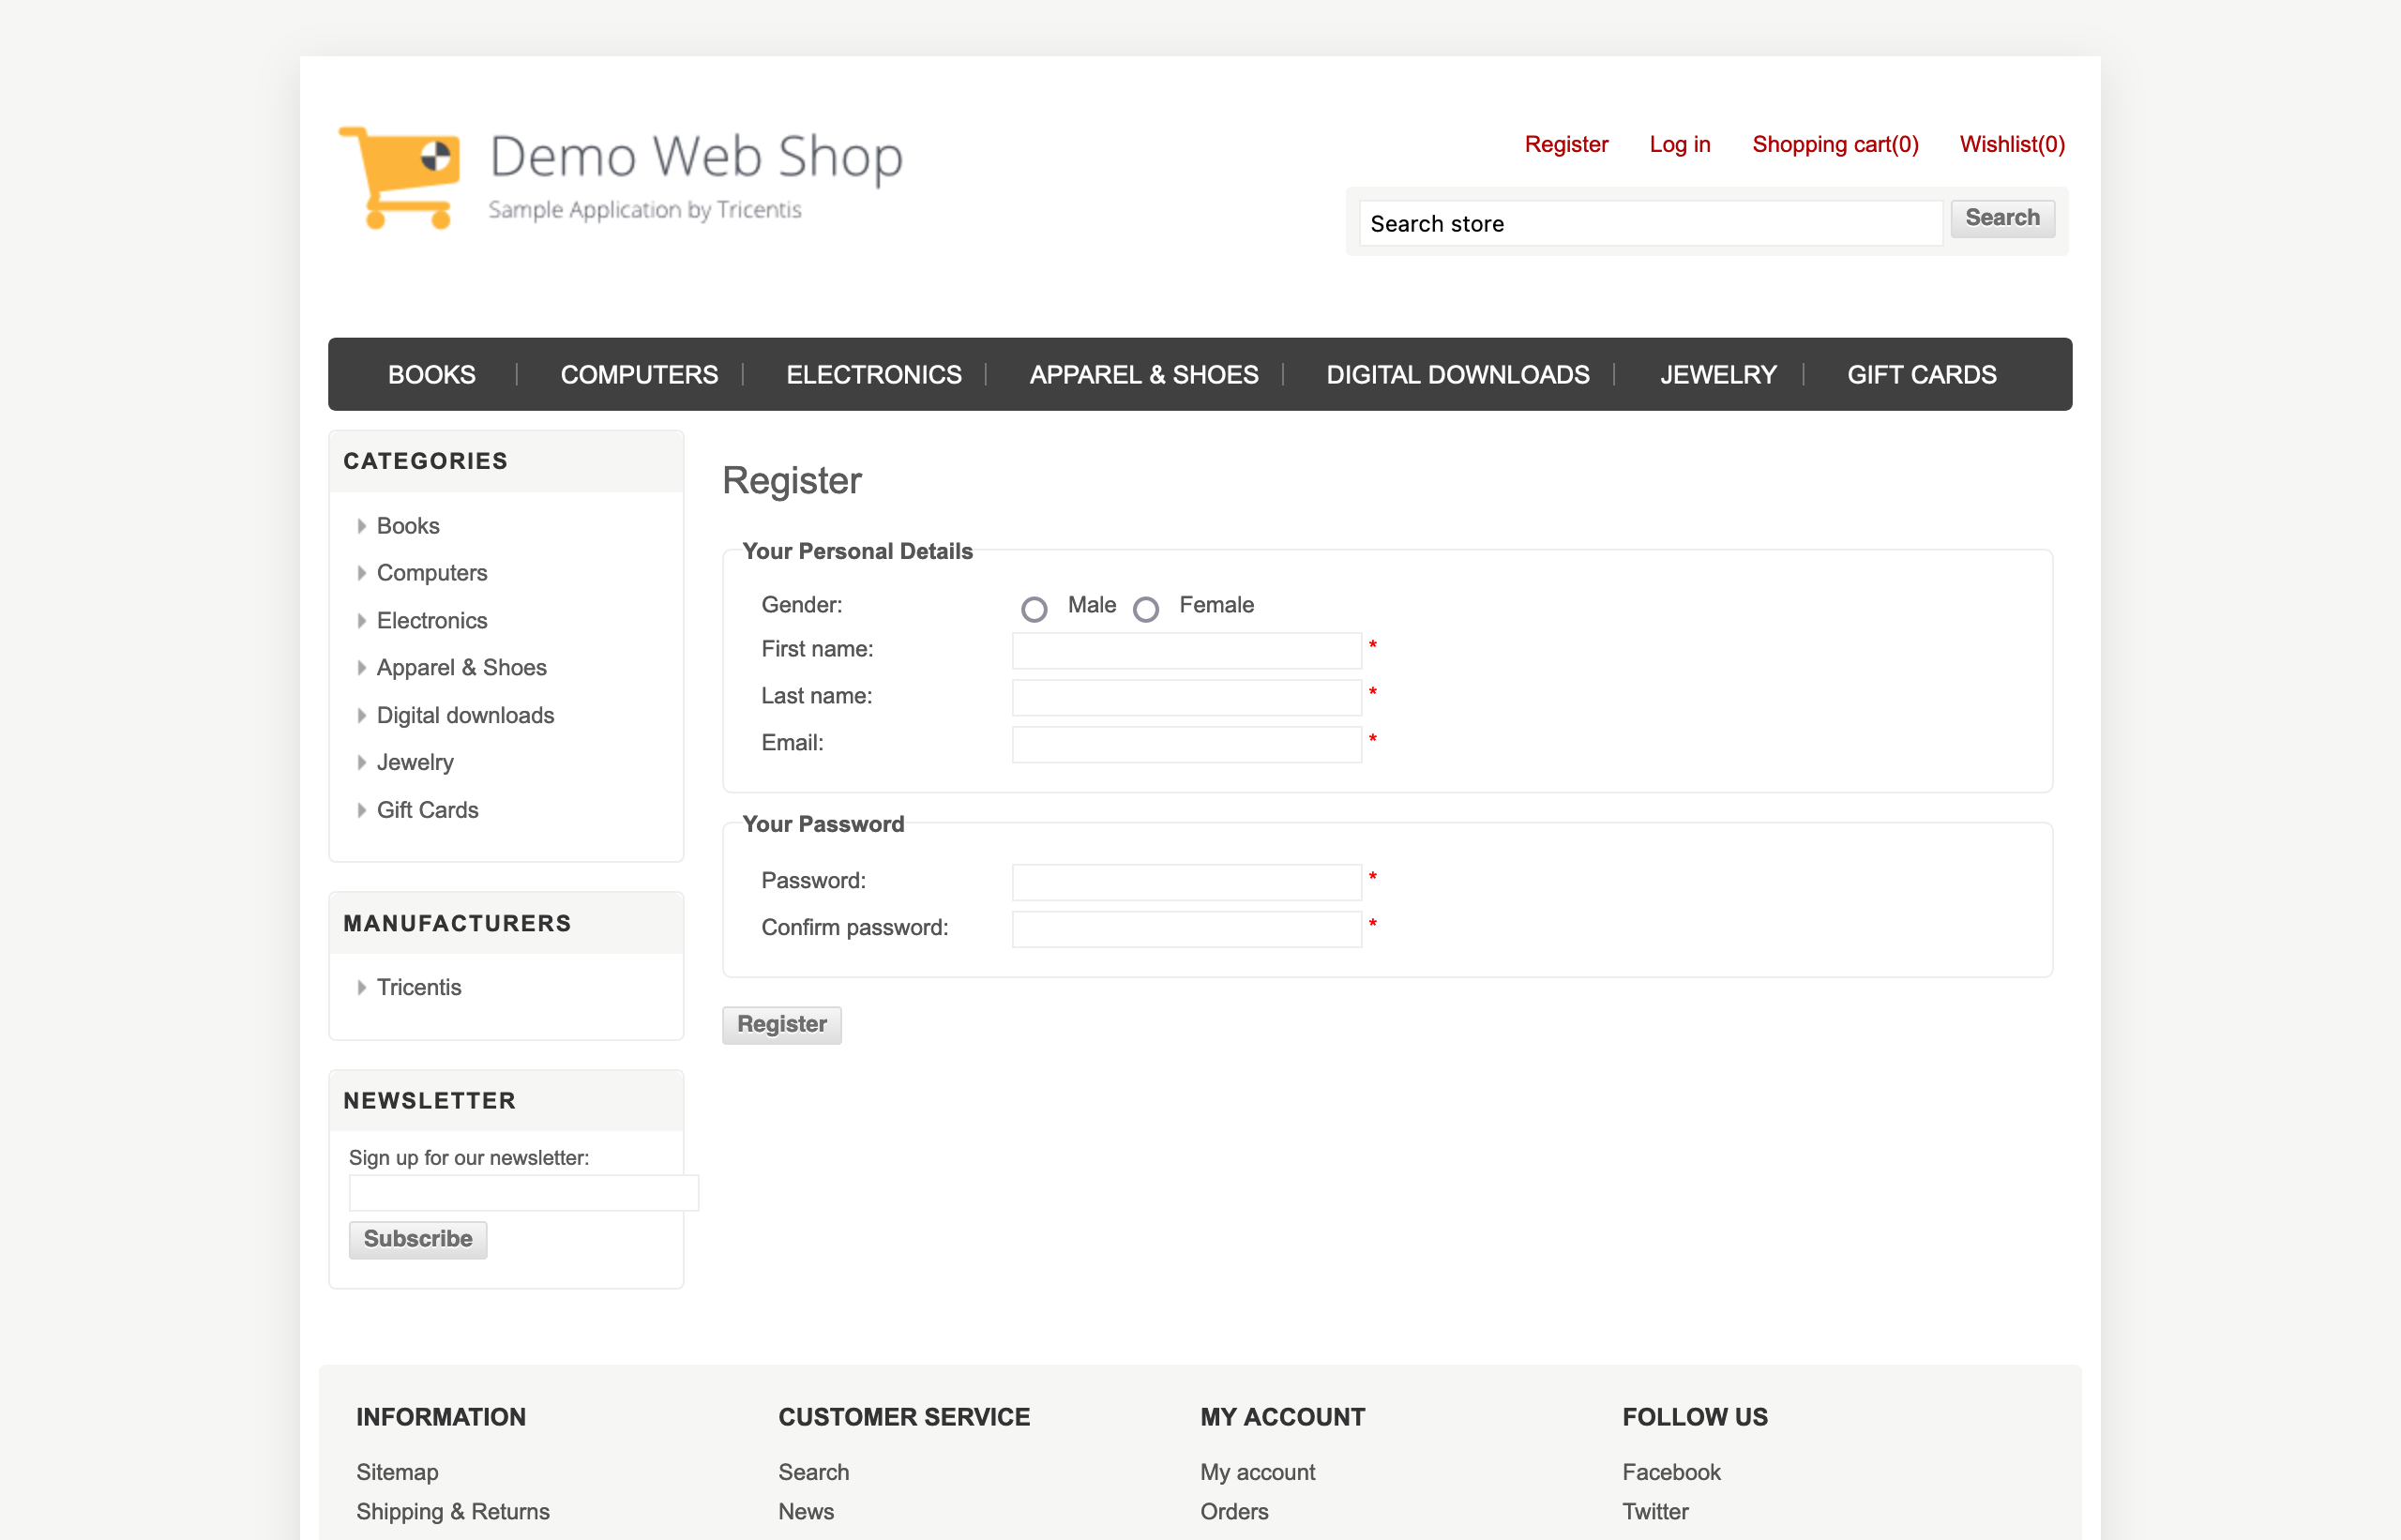 Demo Web Shop
Sample Application by Tricentis
Register Log in Shopping cart(0) Wishlist(0)
Search store Search
BOOKS COMPUTERS ELECTRONICS APPAREL & SHOES DIGITAL DOWNLOADS JEWELRY GIFT CARDS
CATEGORIES
Books
Computers
Electronics
Apparel & Shoes
Digital downloads
Jewelry
Gift Cards
MANUFACTURERS
Tricentis
NEWSLETTER
Sign up for our newsletter:
Subscribe
Register
Your Personal Details
Gender: Male Female
First name: *
Last name: *
Email: *
Your Password
Password: *
Confirm password: *
Register
INFORMATION
Sitemap
Shipping & Returns
CUSTOMER SERVICE
Search
News
MY ACCOUNT
My account
Orders
FOLLOW US
Facebook
Twitter